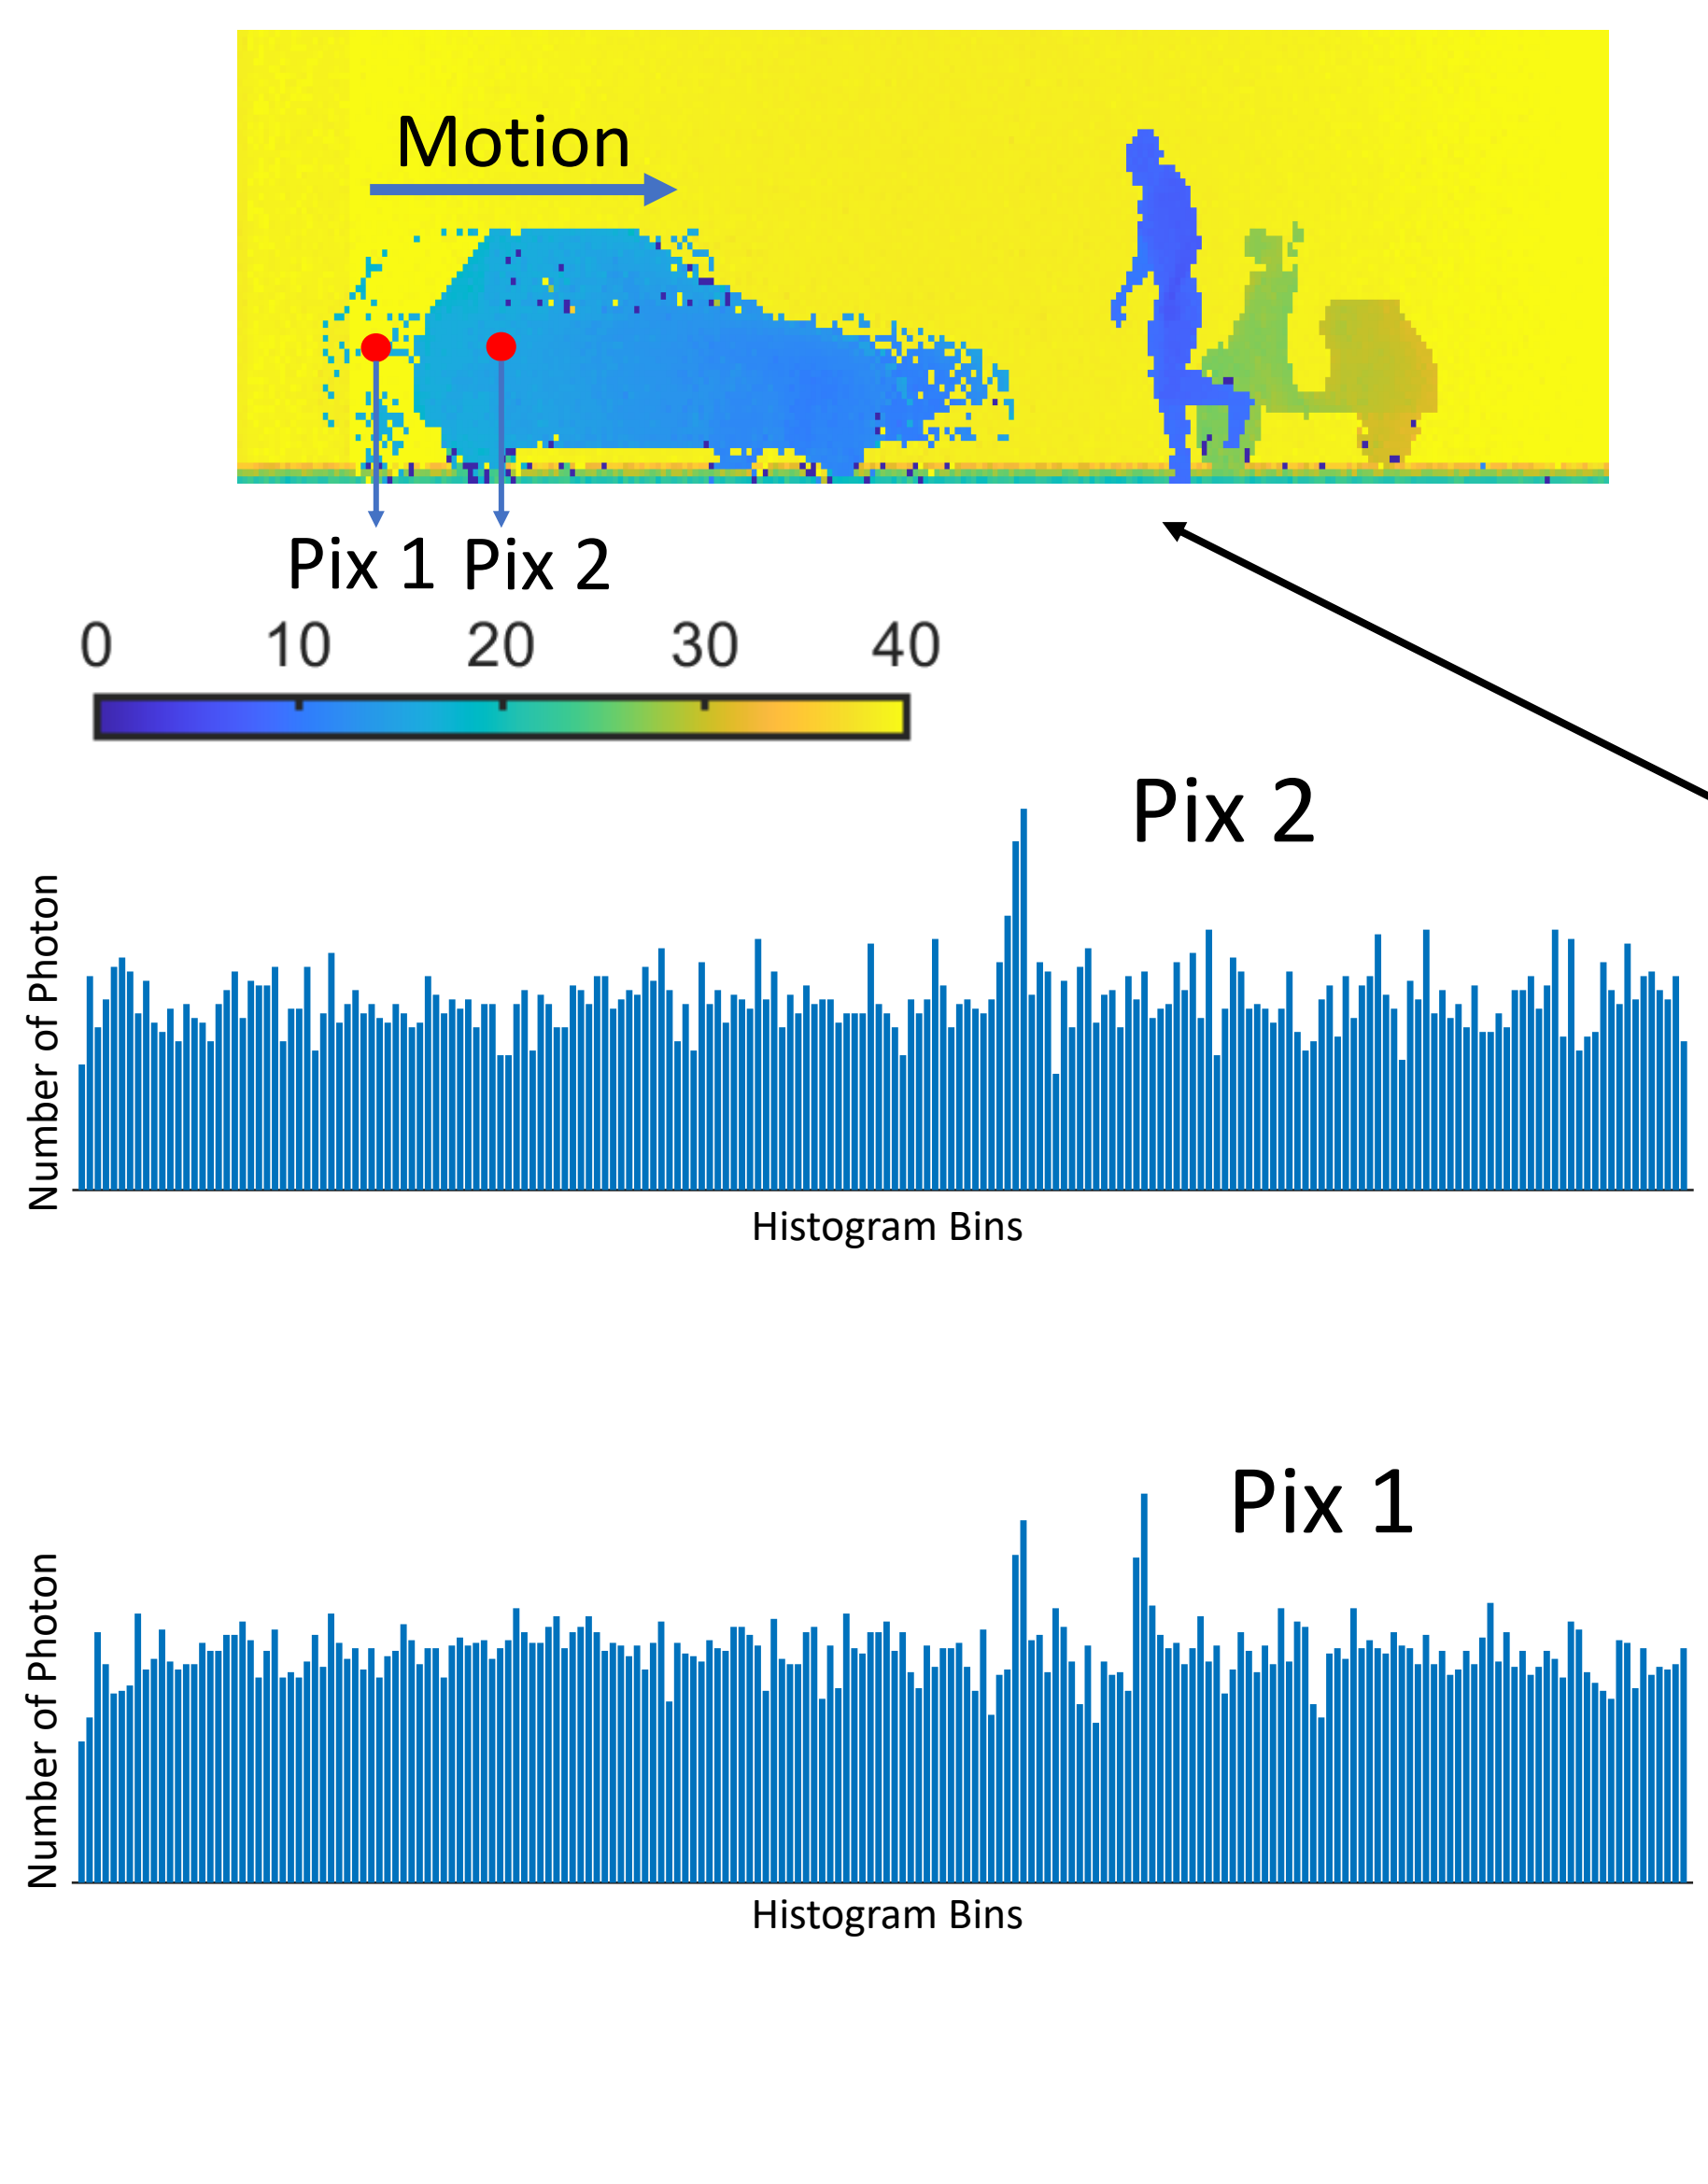 Motion
Pix 1 Pix 2
0 10 20 30 40
Pix 2
Number of Photon
Histogram Bins
Pix 1
Number of Photon
Histogram Bins